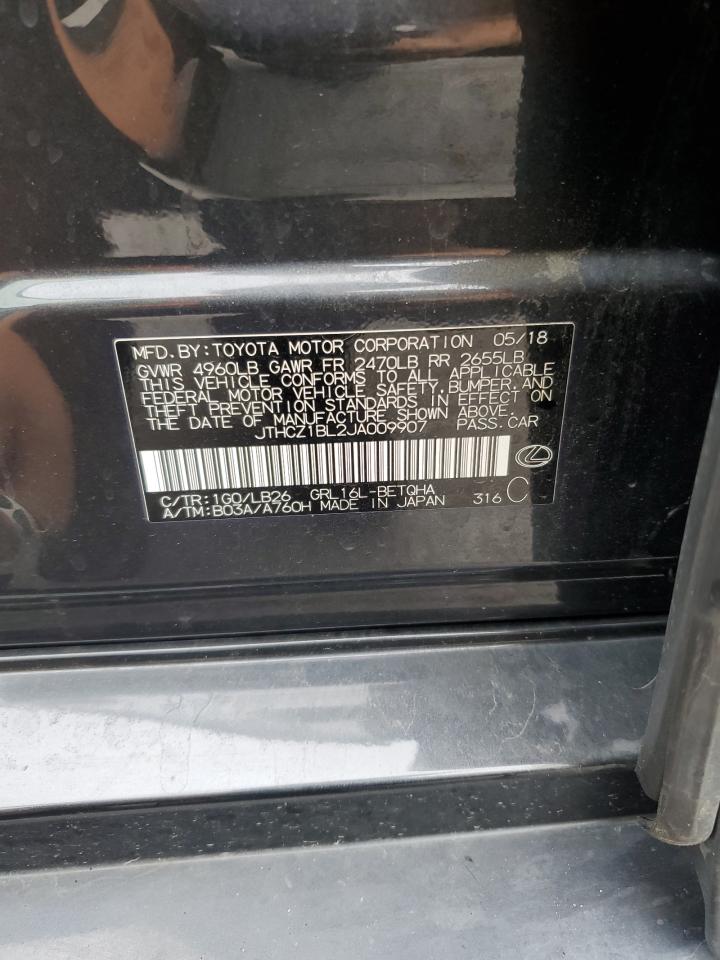 MFD. BY: TOYOTA MOTOR CORPORATION 05/18
GVWR 4960LB GAWR FR 2470LB RR 2655LB
THIS VEHICLE CONFORMS TO ALL APPLICABLE
FEDERAL MOTOR VEHICLE SAFETY, BUMPER, AND
THEFT PREVENTION STANDARDS IN EFFECT ON
THE DATE OF MANUFACTURE SHOWN ABOVE.
JTHCZ1BL2JA009907 PASS. CAR
C/TR: 1G0/LB26 GRL16L-BETQHA
A/TM: B03A/A760H MADE IN JAPAN 316 C